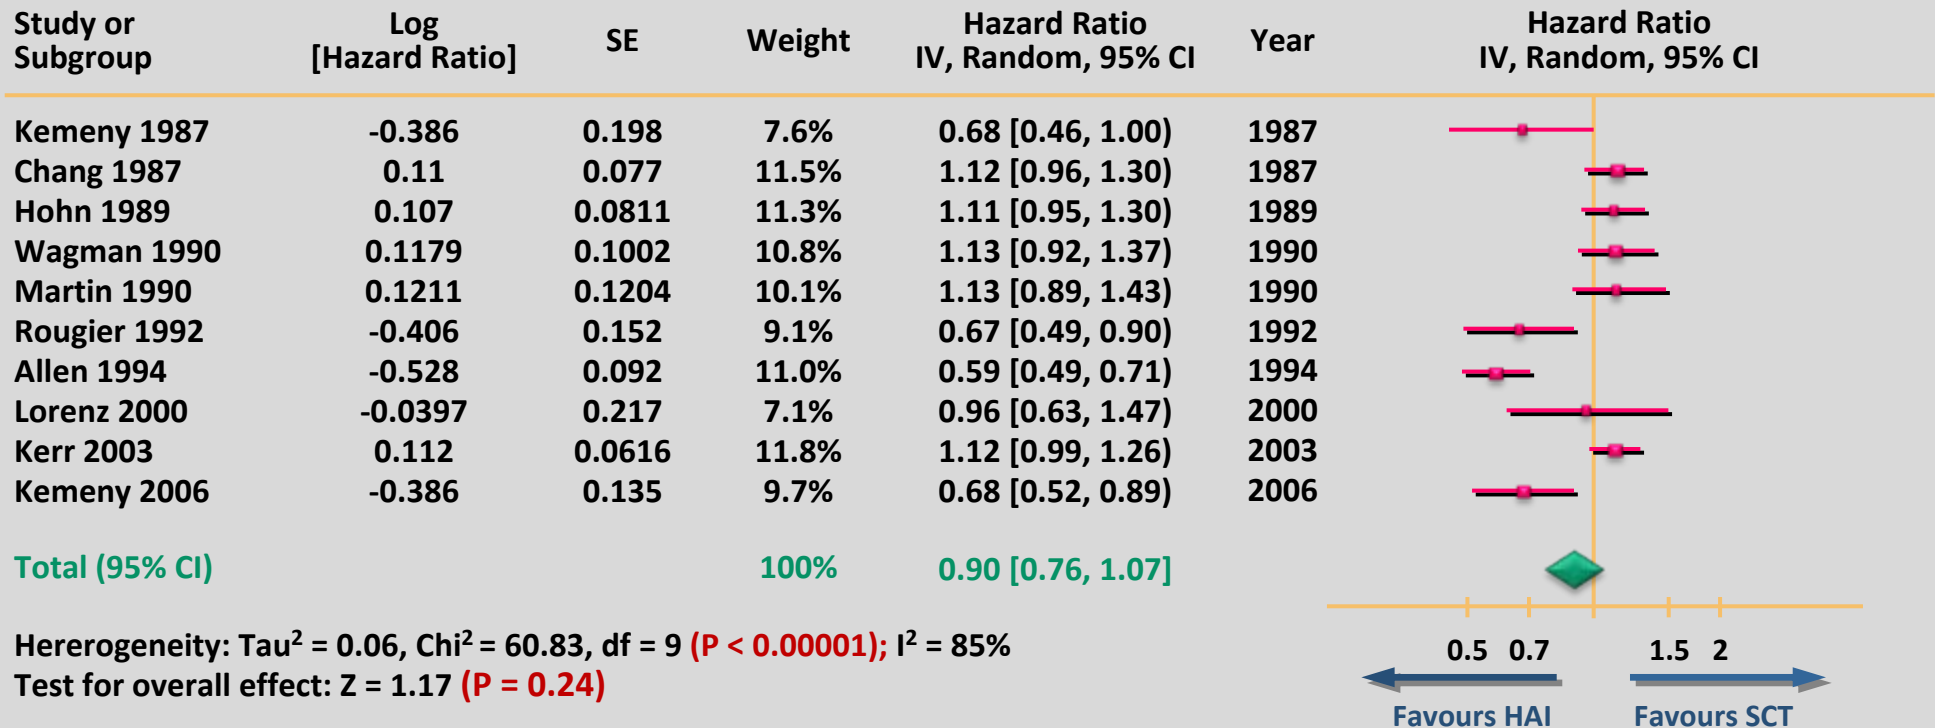 Study or Subgroup Log [Hazard Ratio] SE Weight Hazard Ratio IV, Random, 95% CI Year Hazard Ratio IV, Random, 95% CI
Kemeny 1987 -0.386 0.198 7.6% 0.68 [0.46, 1.00) 1987
Chang 1987 0.11 0.077 11.5% 1.12 [0.96, 1.30) 1987
Hohn 1989 0.107 0.0811 11.3% 1.11 [0.95, 1.30) 1989
Wagman 1990 0.1179 0.1002 10.8% 1.13 [0.92, 1.37) 1990
Martin 1990 0.1211 0.1204 10.1% 1.13 [0.89, 1.43) 1990
Rougier 1992 -0.406 0.152 9.1% 0.67 [0.49, 0.90) 1992
Allen 1994 -0.528 0.092 11.0% 0.59 [0.49, 0.71) 1994
Lorenz 2000 -0.0397 0.217 7.1% 0.96 [0.63, 1.47) 2000
Kerr 2003 0.112 0.0616 11.8% 1.12 [0.99, 1.26) 2003
Kemeny 2006 -0.386 0.135 9.7% 0.68 [0.52, 0.89) 2006
Total (95% CI) 100% 0.90 [0.76, 1.07]
Hererogeneity: Tau² = 0.06, Chi² = 60.83, df = 9 (P < 0.00001); I² = 85%
Test for overall effect: Z = 1.17 (P = 0.24)
0.5 0.7 1.5 2
Favours HAI Favours SCT